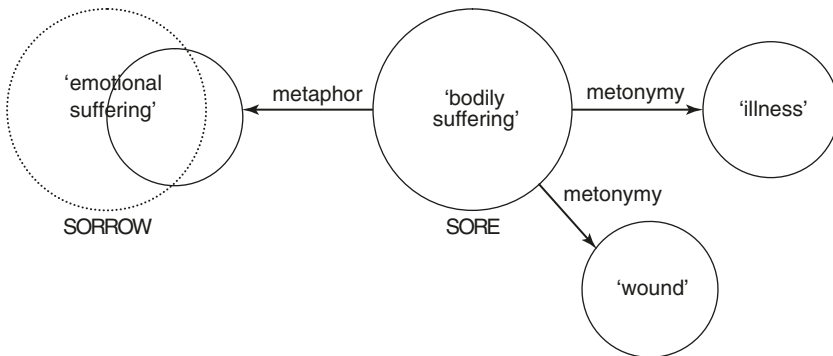 ‘emotional
suffering’
metaphor
‘bodily
suffering’
metonymy
‘illness’
metonymy
SORROW
SORE
‘wound’